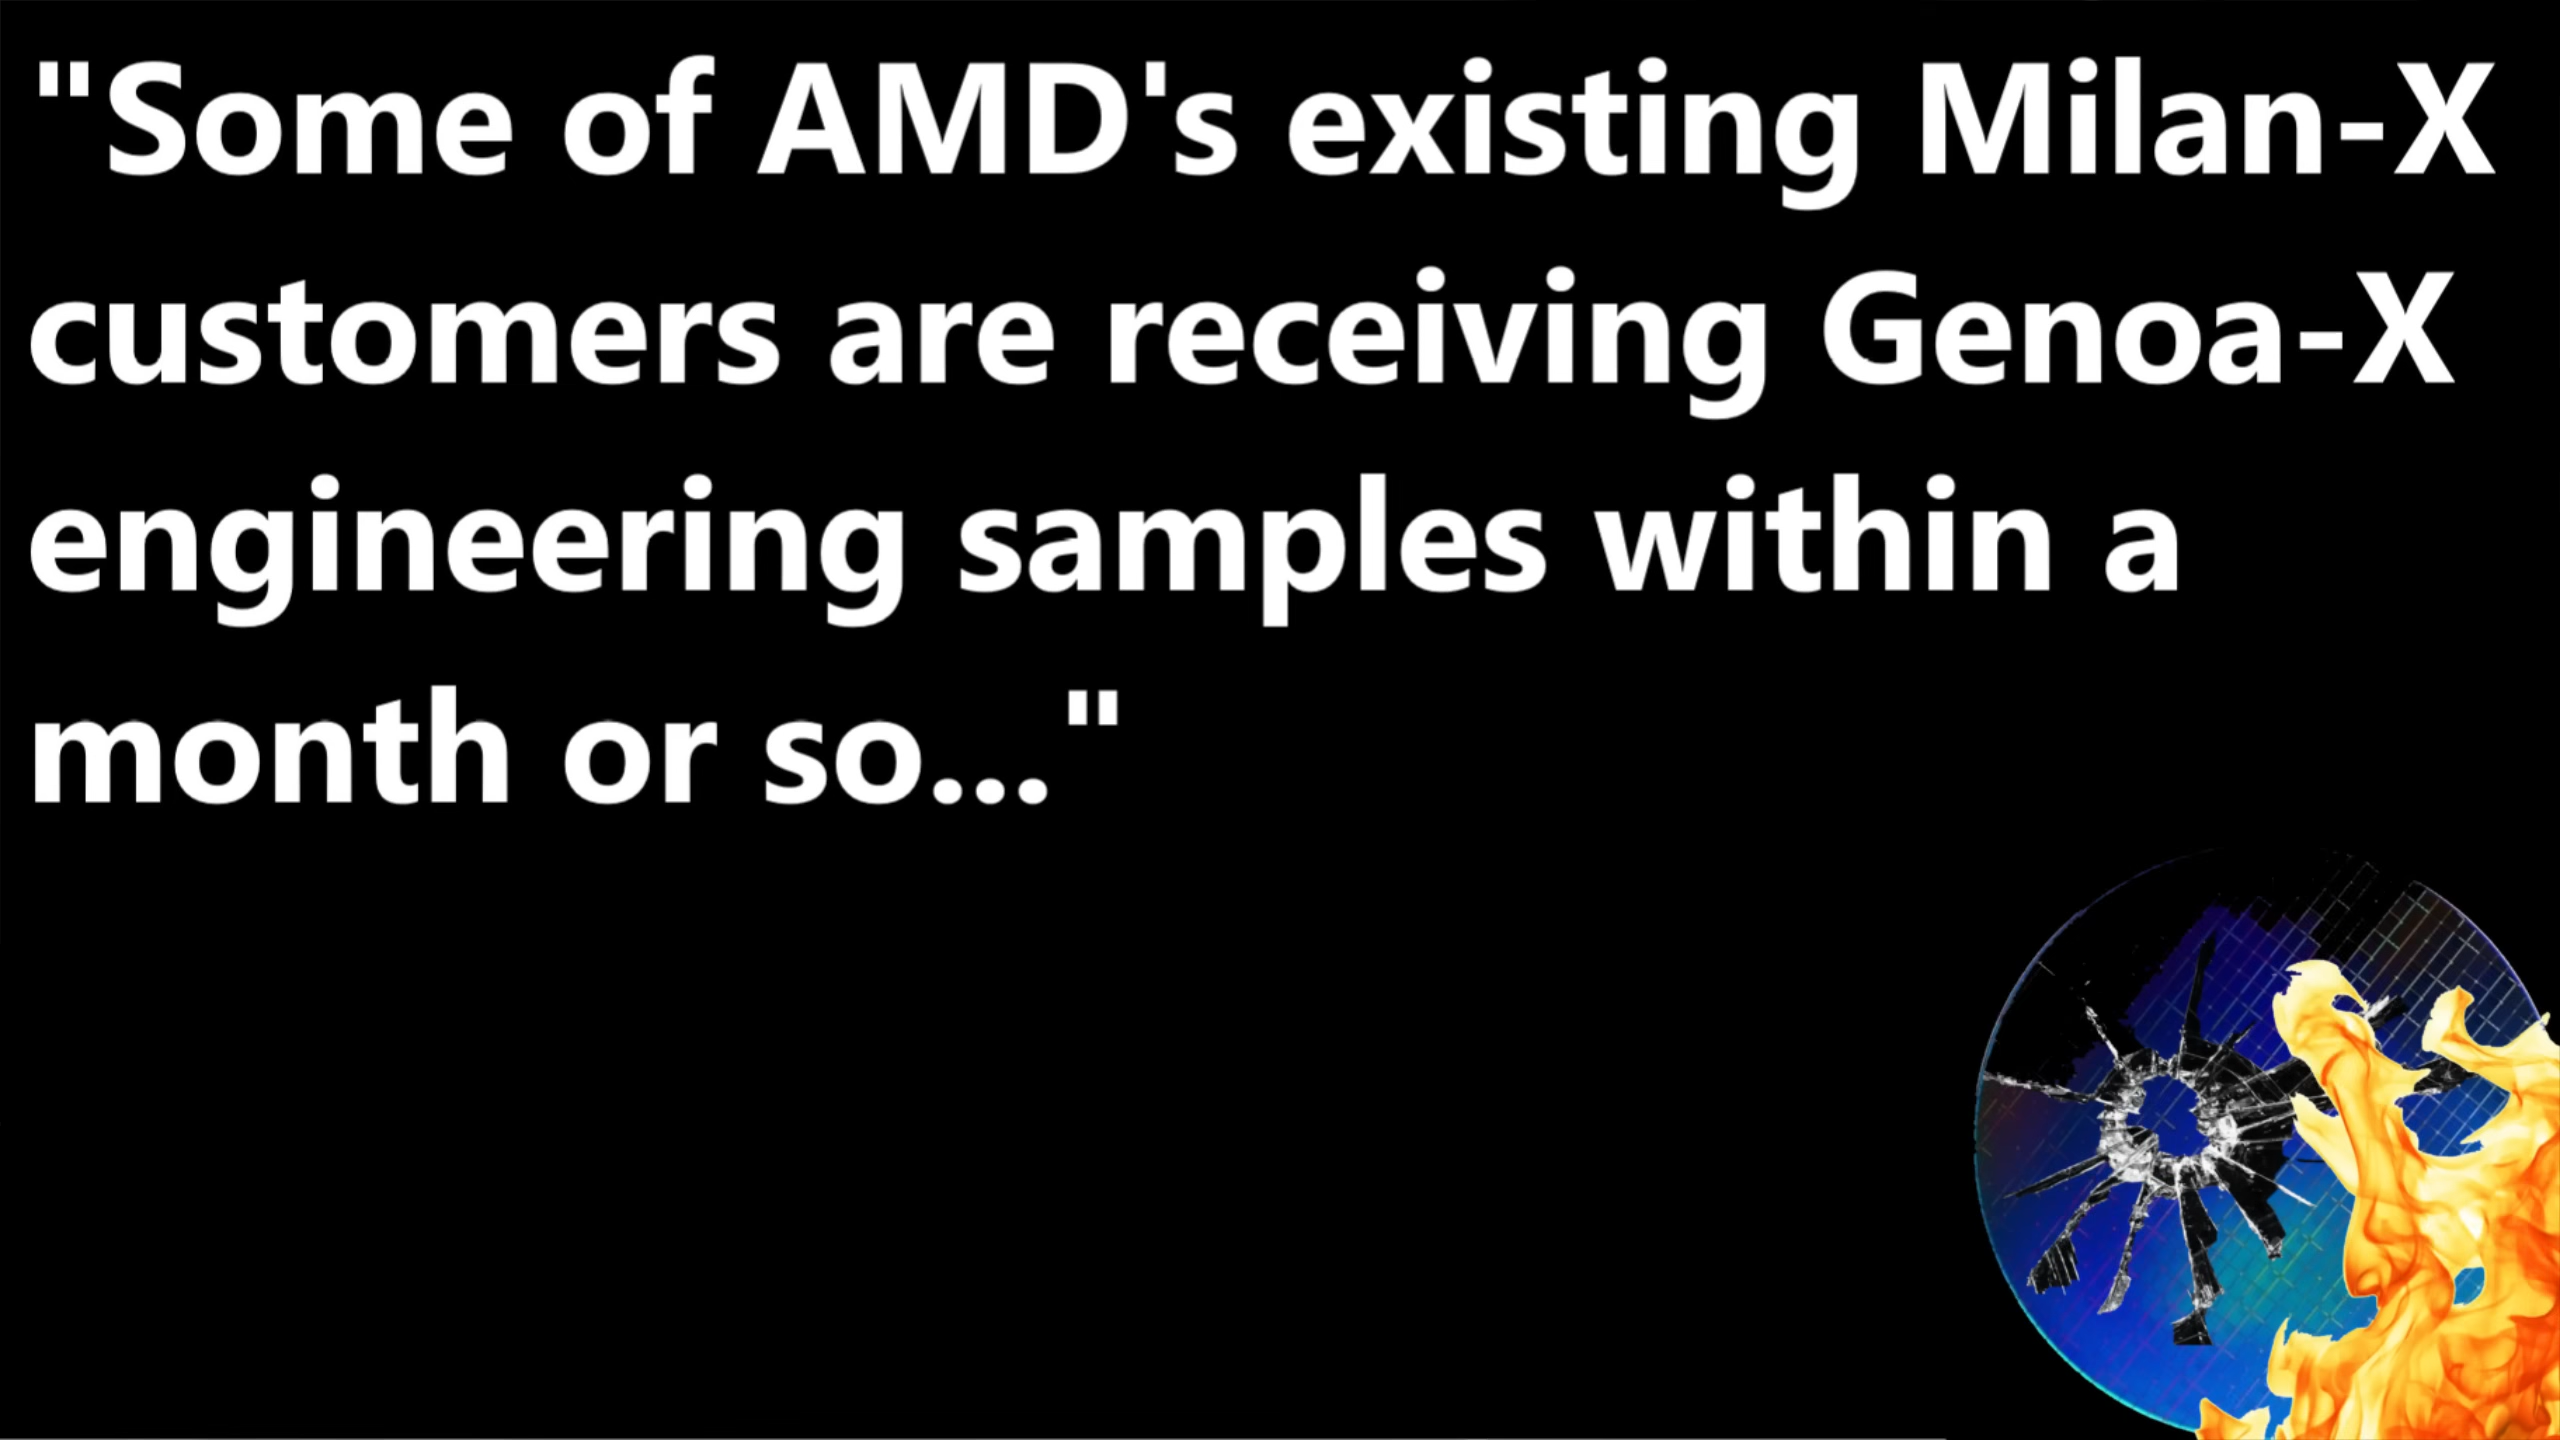 "Some of AMD's existing Milan-X
customers are receiving Genoa-X
engineering samples within a
month or so..."